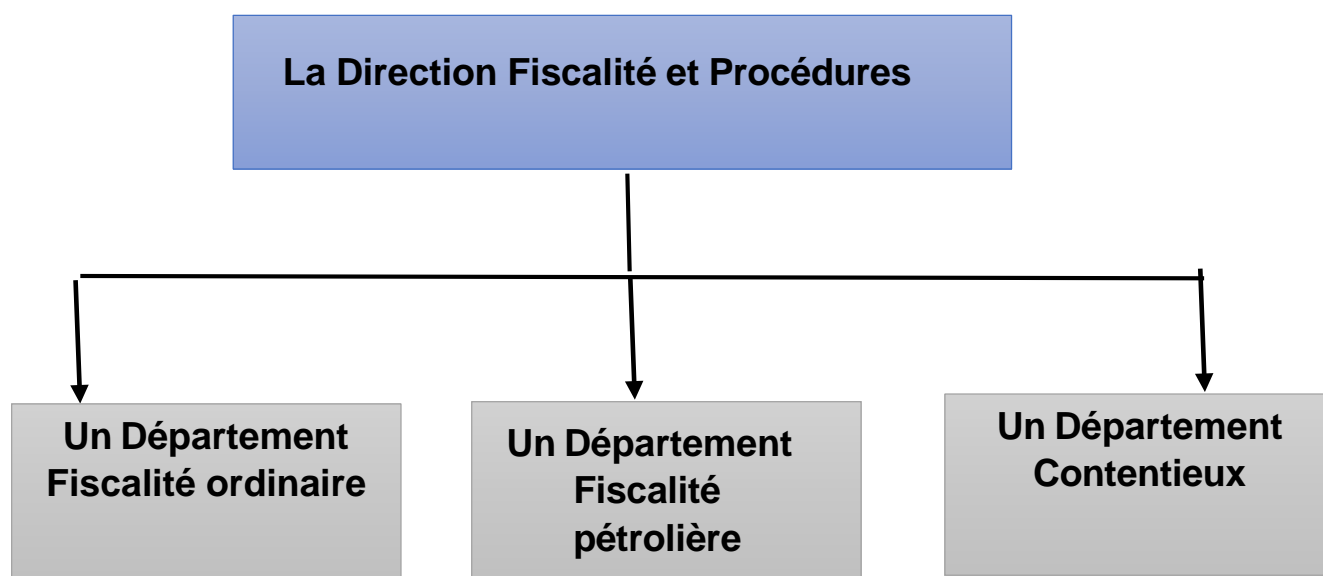 La Direction Fiscalité et Procédures
Un Département
Fiscalité ordinaire
Un Département
Fiscalité
pétrolière
Un Département
Contentieux